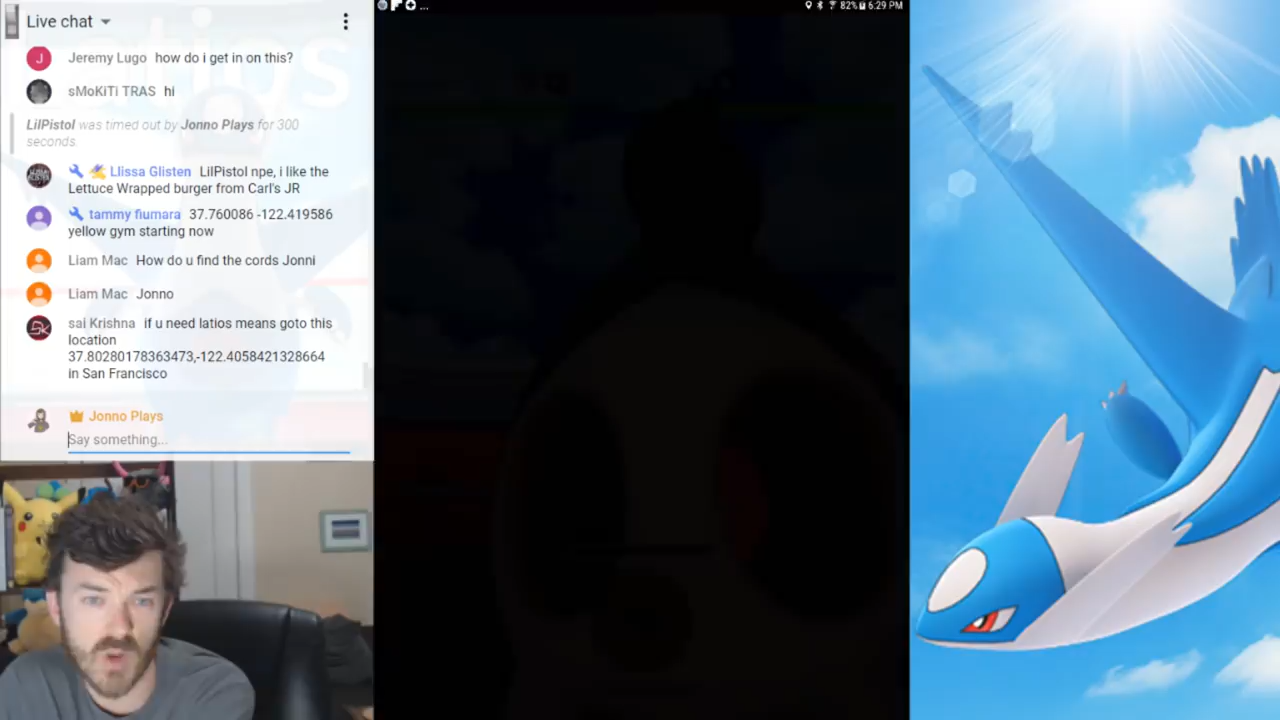 Live chat
... 82% 6:29 PM
Jeremy Lugo how do i get in on this?
sMoKiTi TRAS hi
LilPistol was timed out by Jonno Plays for 300
seconds.
Llissa Glisten LilPistol npe, i like the
Lettuce Wrapped burger from Carl's JR
tammy fiumara 37.760086 -122.419586
yellow gym starting now
Liam Mac How do u find the cords Jonni
Liam Mac Jonno
sai Krishna if u need latios means goto this
location
37.80280178363473,-122.4058421328664
in San Francisco
Jonno Plays
Say something...